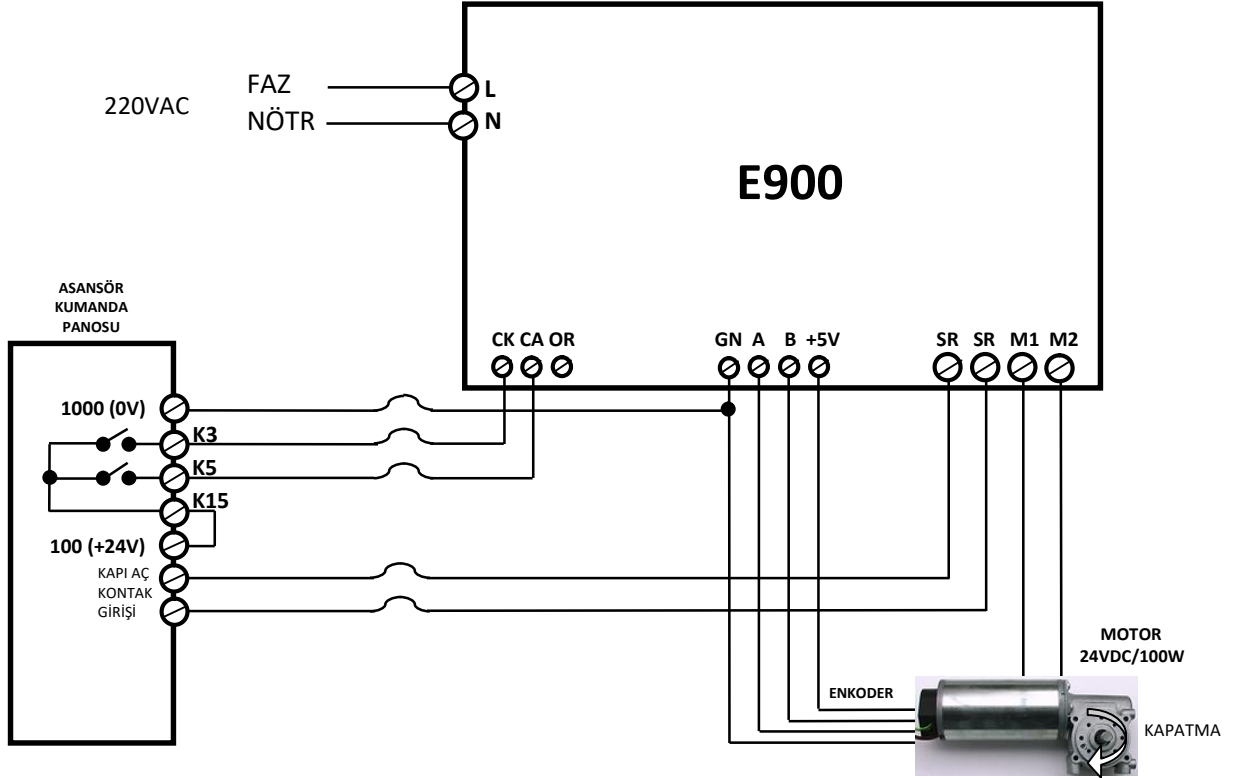 FAZ
220VAC
NÖTR
L
N
E900
ASANSÖR
KUMANDA
PANOSU
CK CA OR
GN A B +5V
SR SR M1 M2
1000 (0V)
K3
K5
K15
100 (+24V)
KAPI AÇ
KONTAK
GİRİŞİ
MOTOR
24VDC/100W
ENKODER
KAPATMA